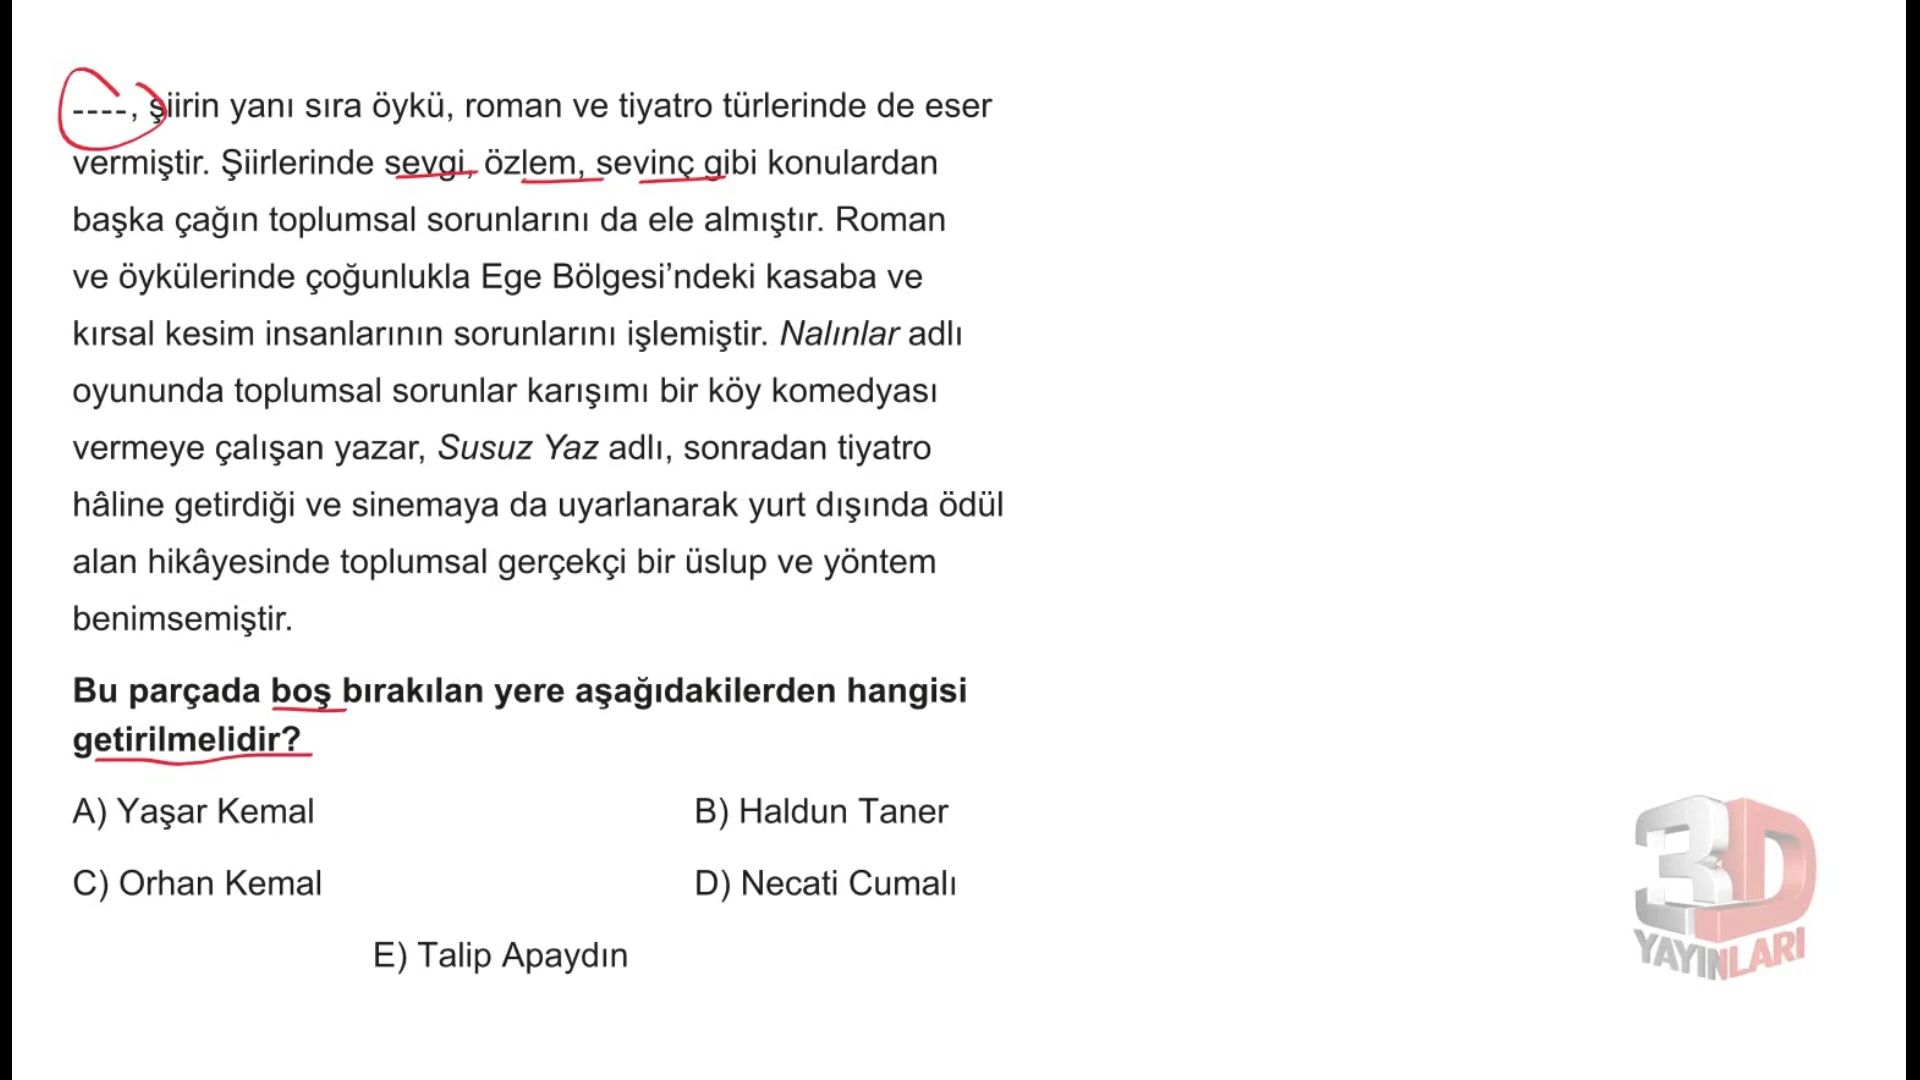 ----, şiirin yanı sıra öykü, roman ve tiyatro türlerinde de eser
vermiştir. Şiirlerinde sevgi, özlem, sevinç gibi konulardan
başka çağın toplumsal sorunlarını da ele almıştır. Roman
ve öykülerinde çoğunlukla Ege Bölgesi’ndeki kasaba ve
kırsal kesim insanlarının sorunlarını işlemiştir. Nalınlar adlı
oyununda toplumsal sorunlar karışımı bir köy komedyası
vermeye çalışan yazar, Susuz Yaz adlı, sonradan tiyatro
hâline getirdiği ve sinemaya da uyarlanarak yurt dışında ödül
alan hikâyesinde toplumsal gerçekçi bir üslup ve yöntem
benimsemiştir.
Bu parçada boş bırakılan yere aşağıdakilerden hangisi
getirilmelidir?
A) Yaşar Kemal
B) Haldun Taner
C) Orhan Kemal
D) Necati Cumalı
E) Talip Apaydın
3D
YAYINLARI